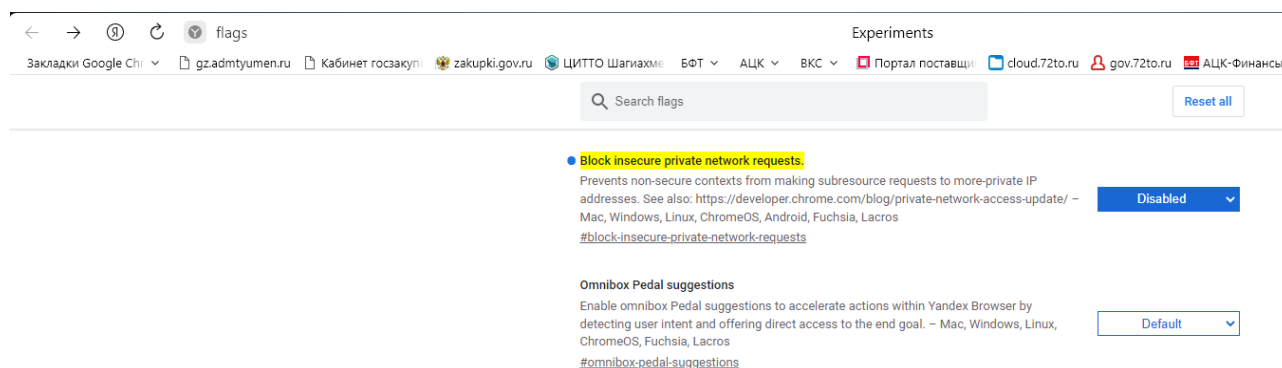 flags
Experiments
Закладки Google Ch
gz.admtyumen.ru
Кабинет госзакуп
zakupki.gov.ru
ЦИТТО Шагиахме
БФТ
АЦК
ВКС
Портал поставщи
cloud.72to.ru
gov.72to.ru
АЦК-Финансы
Search flags
Reset all
Block insecure private network requests.
Prevents non-secure contexts from making subresource requests to more-private IP
addresses. See also: https://developer.chrome.com/blog/private-network-access-update/ –
Mac, Windows, Linux, ChromeOS, Android, Fuchsia, Lacros
#block-insecure-private-network-requests
Disabled
Omnibox Pedal suggestions
Enable omnibox Pedal suggestions to accelerate actions within Yandex Browser by
detecting user intent and offering direct access to the end goal. – Mac, Windows, Linux,
ChromeOS, Fuchsia, Lacros
#omnibox-pedal-suggestions
Default